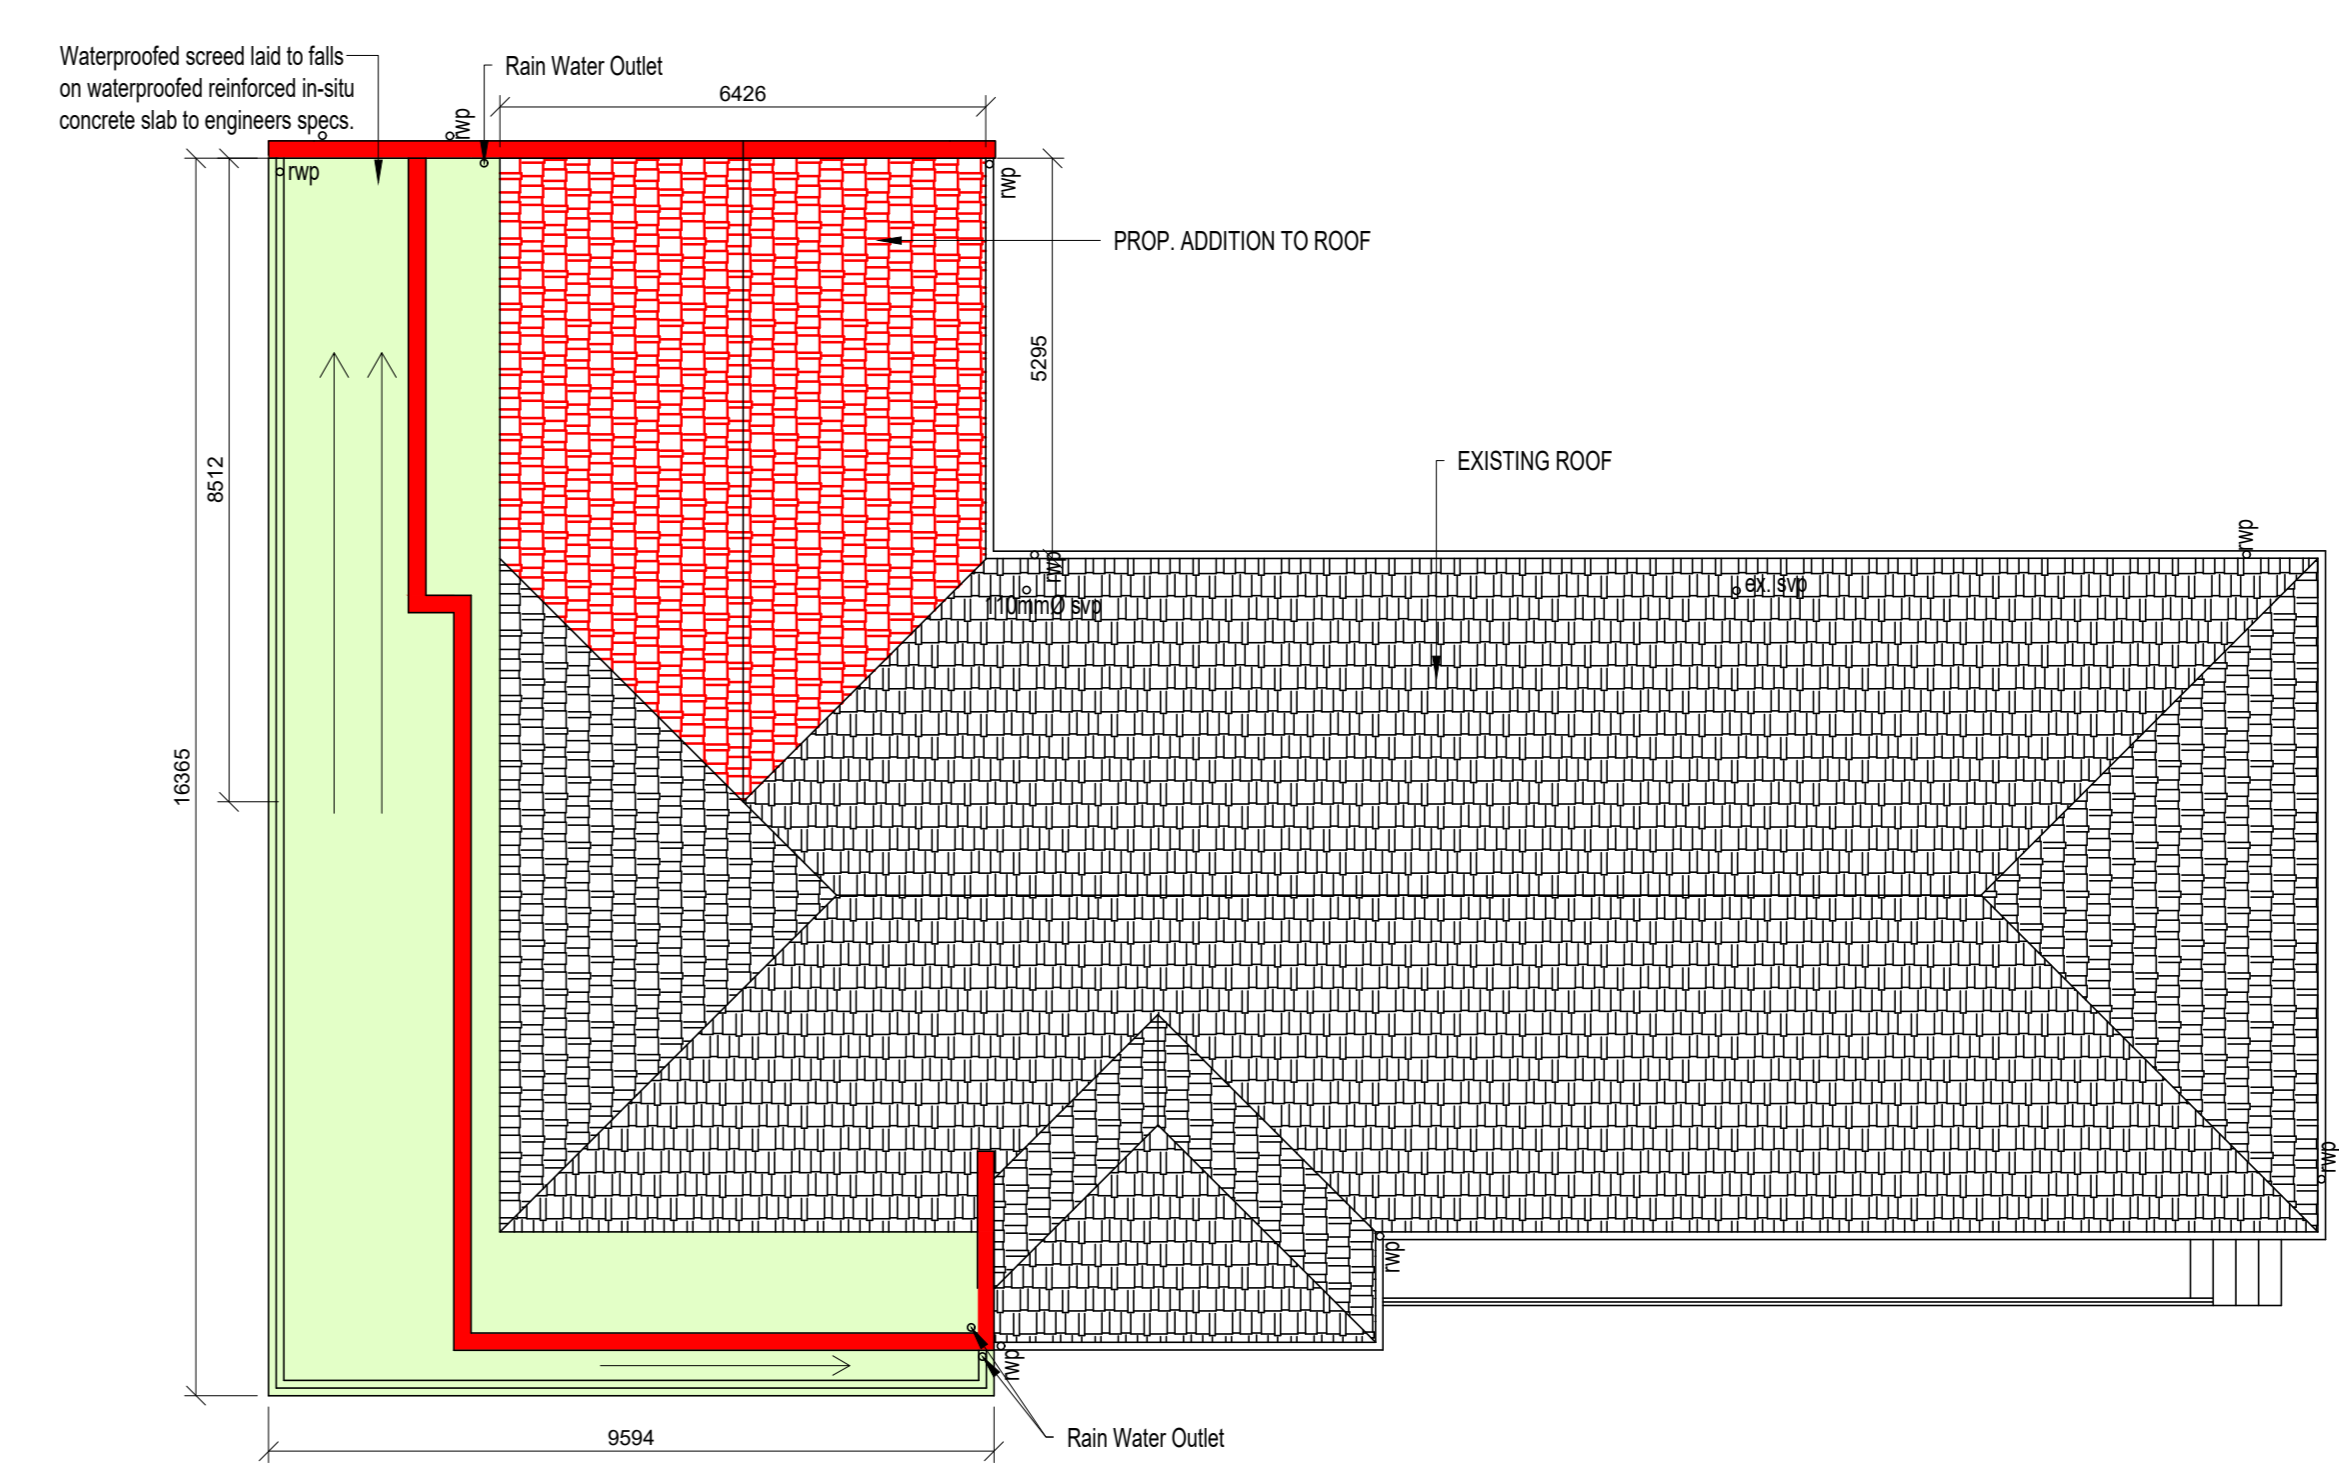 Waterproofed screed laid to falls
on waterproofed reinforced in-situ
concrete slab to engineers specs.
Rain Water Outlet
6426
rwp
rwp
rwp
PROP. ADDITION TO ROOF
5295
8512
EXISTING ROOF
rwp
rwp
ex. svp
110mmØ svp
16365
rwp
rwp
rwp
9594
Rain Water Outlet